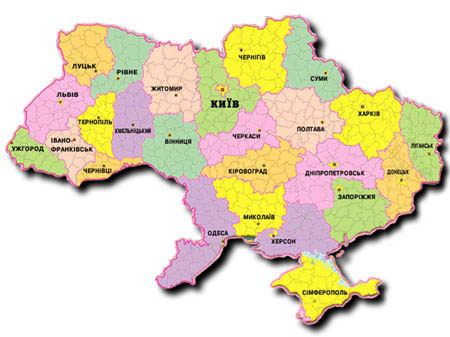 ЛУЦЬК
РІВНЕ
ЖИТОМИР
ЧЕРНІГІВ
СУМИ
ЛЬВІВ
КИЇВ
ТЕРНОПІЛЬ
ХМЕЛЬНИЦЬКИЙ
ВІННИЦЯ
ЧЕРКАСИ
ПОЛТАВА
ХАРКІВ
ІВАНО-
ФРАНКІВСЬК
УЖГОРОД
ЧЕРНІВЦІ
КІРОВОГРАД
ДНІПРОПЕТРОВСЬК
ДОНЕЦЬК
ЛУГАНСЬК
ЗАПОРІЖЖЯ
МИКОЛАЇВ
ОДЕСА
ХЕРСОН
СІМФЕРОПОЛЬ